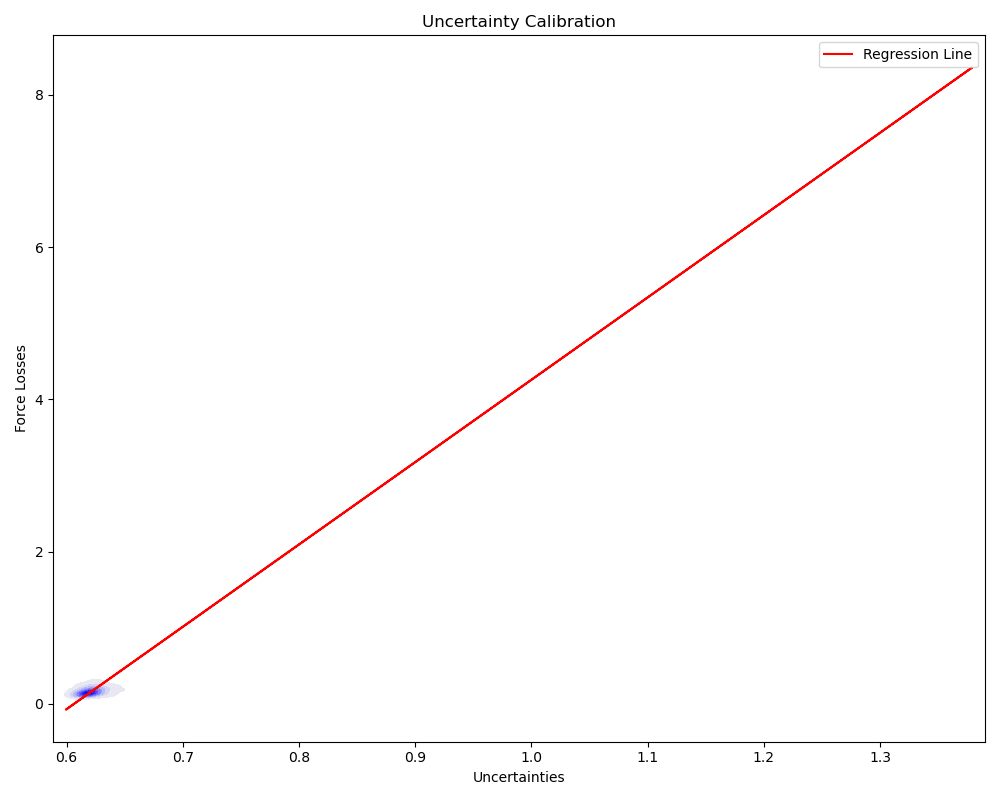 Uncertainty Calibration
Regression Line
Force Losses
8
6
4
2
0
0.6 0.7 0.8 0.9 1.0 1.1 1.2 1.3
Uncertainties